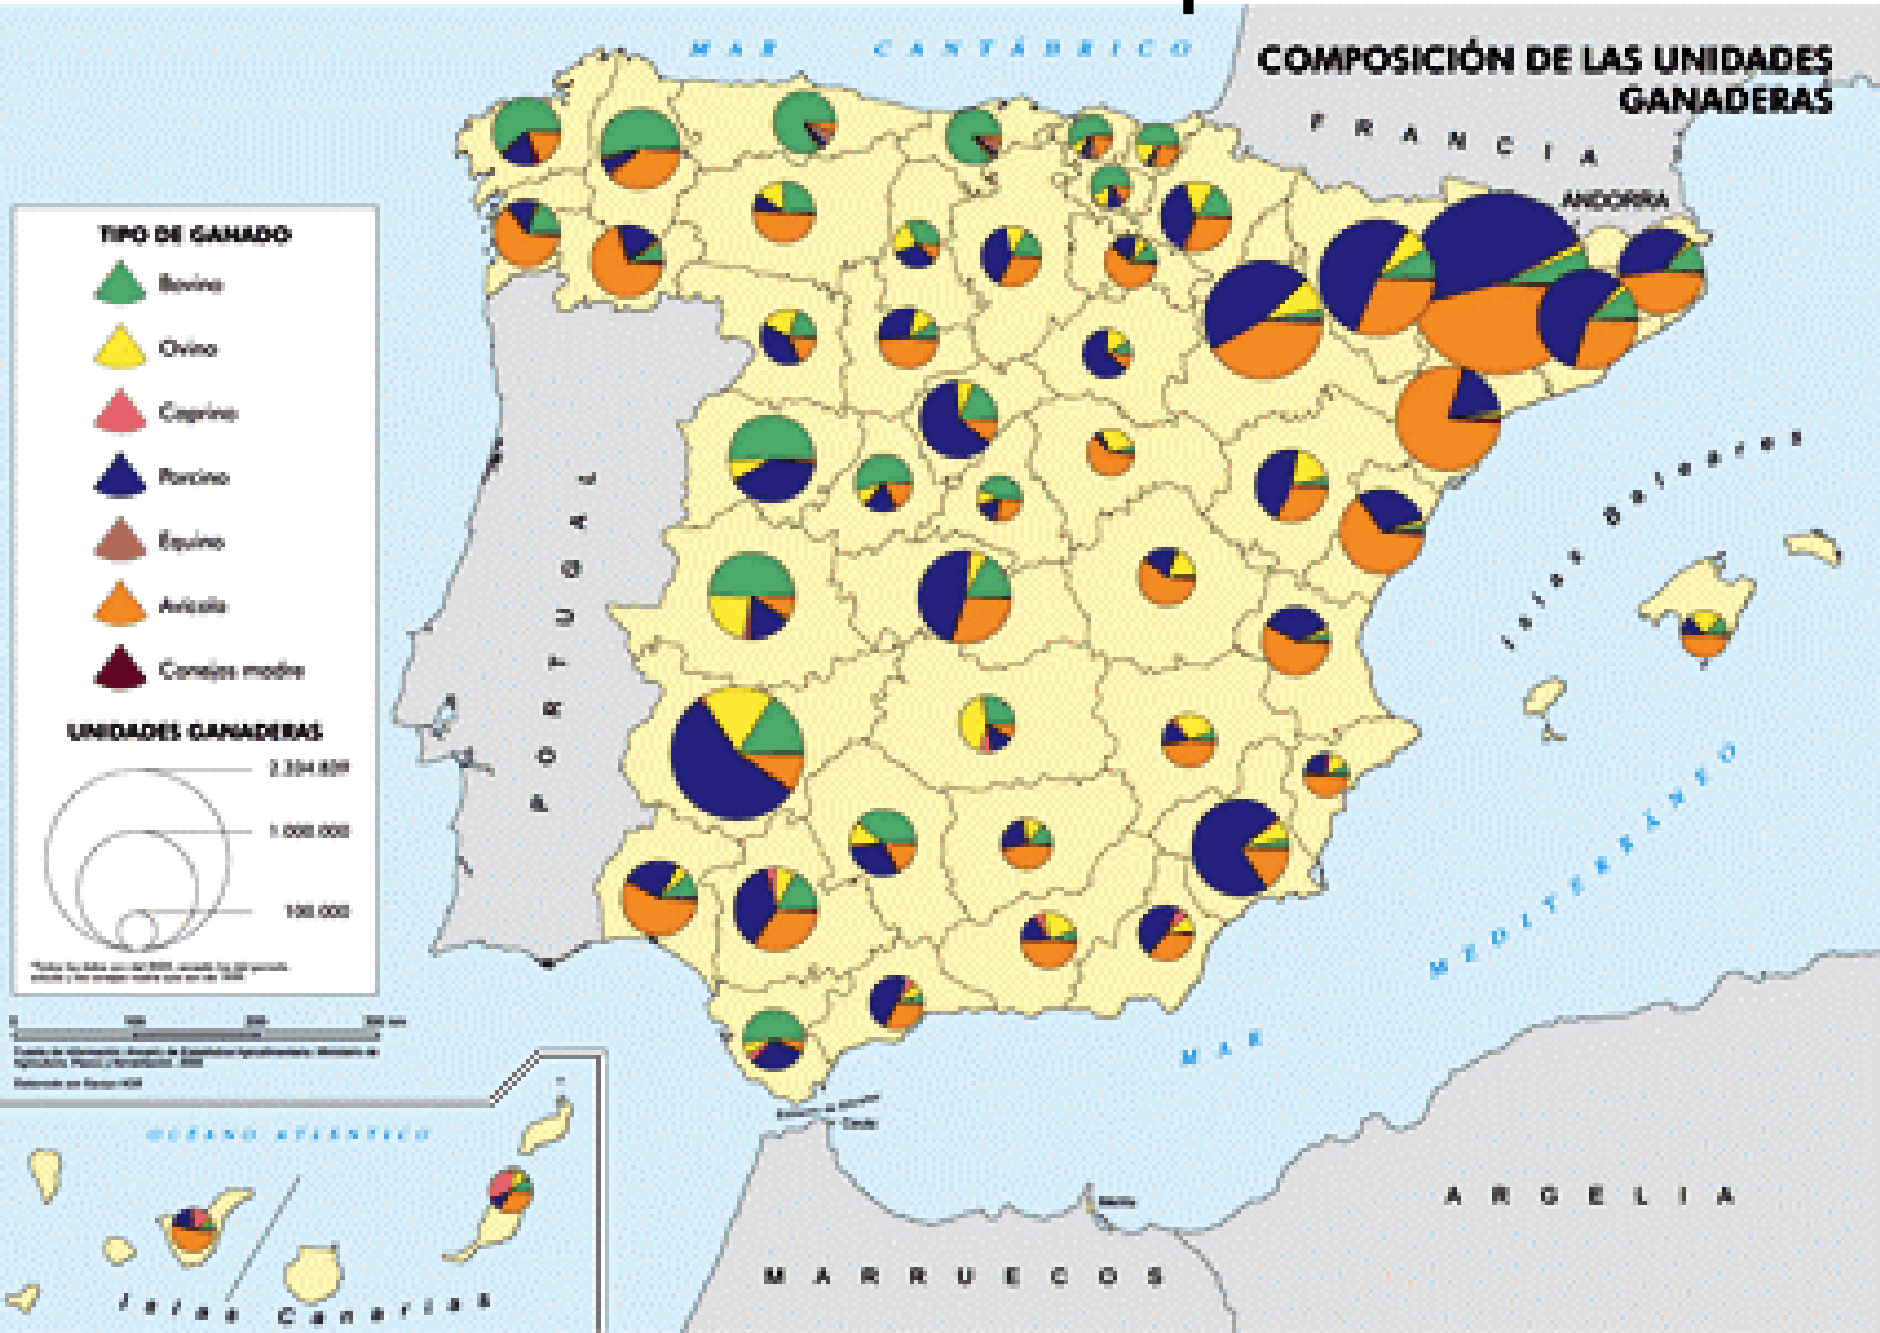 MAR CANTÁBRICO
COMPOSICIÓN DE LAS UNIDADES
GANADERAS
FRANCIA
ANDORRA
TIPO DE GANADO
Bovino
Ovino
Caprino
Porcino
Equino
Avícola
Conejas madre
UNIDADES GANADERAS
1.000.000
100.000
PORTUGAL
Islas Baleares
MAR MEDITERRÁNEO
OCÉANO ATLÁNTICO
Islas Canarias
Ceuta
Melilla
MARRUECOS
ARGELIA